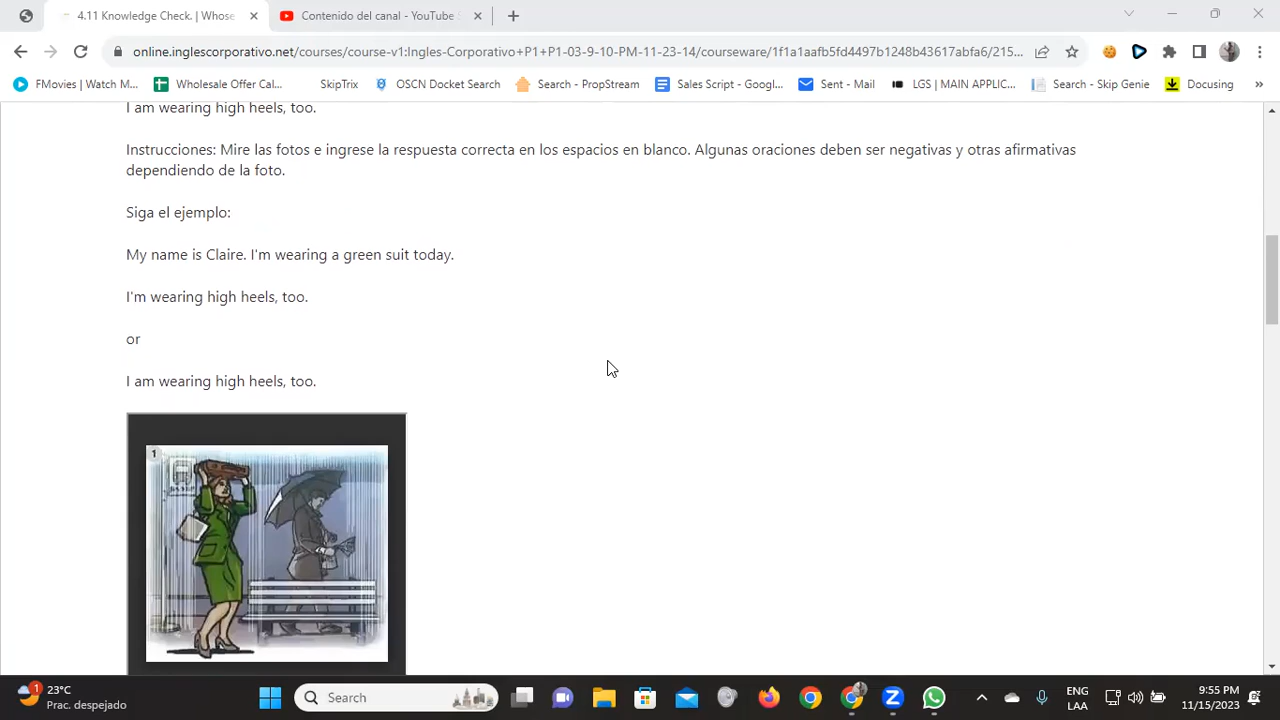 4.11 Knowledge Check. | Whose
Contenido del canal - YouTube
online.inglescorporativo.net/courses/course-v1:Ingles-Corporativo+P1+P1-03-9-10-PM-11-23-14/courseware/1f1a1aafb5fd4497b1248b43617abfa6/215...
FMovies | Watch M...
Wholesale Offer Cal...
SkipTrix
OSCN Docket Search
Search - PropStream
Sales Script - Googl...
Sent - Mail
LGS | MAIN APPLIC...
Search - Skip Genie
Docusing
»
I am wearing high heels, too.
Instrucciones: Mire las fotos e ingrese la respuesta correcta en los espacios en blanco. Algunas oraciones deben ser negativas y otras afirmativas
dependiendo de la foto.
Siga el ejemplo:
My name is Claire. I'm wearing a green suit today.
I'm wearing high heels, too.
or
I am wearing high heels, too.
1
1
23°C
Prac. despejado
Search
ENG
LAA
9:55 PM
11/15/2023